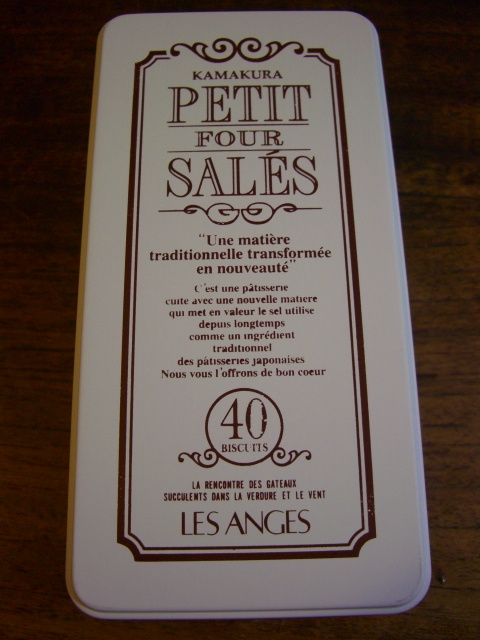 KAMAKURA
PETIT
FOUR
SALÉS
"Une matière
traditionnelle transformée
en nouveauté"
C'est une pâtisserie
cuite avec une nouvelle matière
qui met en valeur le sel utilise
depuis longtemps
comme un ingrédient
traditionnel
des pâtisseries japonaises
Nous vous l'offrons de bon coeur
40
BISCUITS
LA RENCONTRE DES GATEAUX
SUCCULENTS DANS LA VERDURE ET LE VENT
LES ANGES